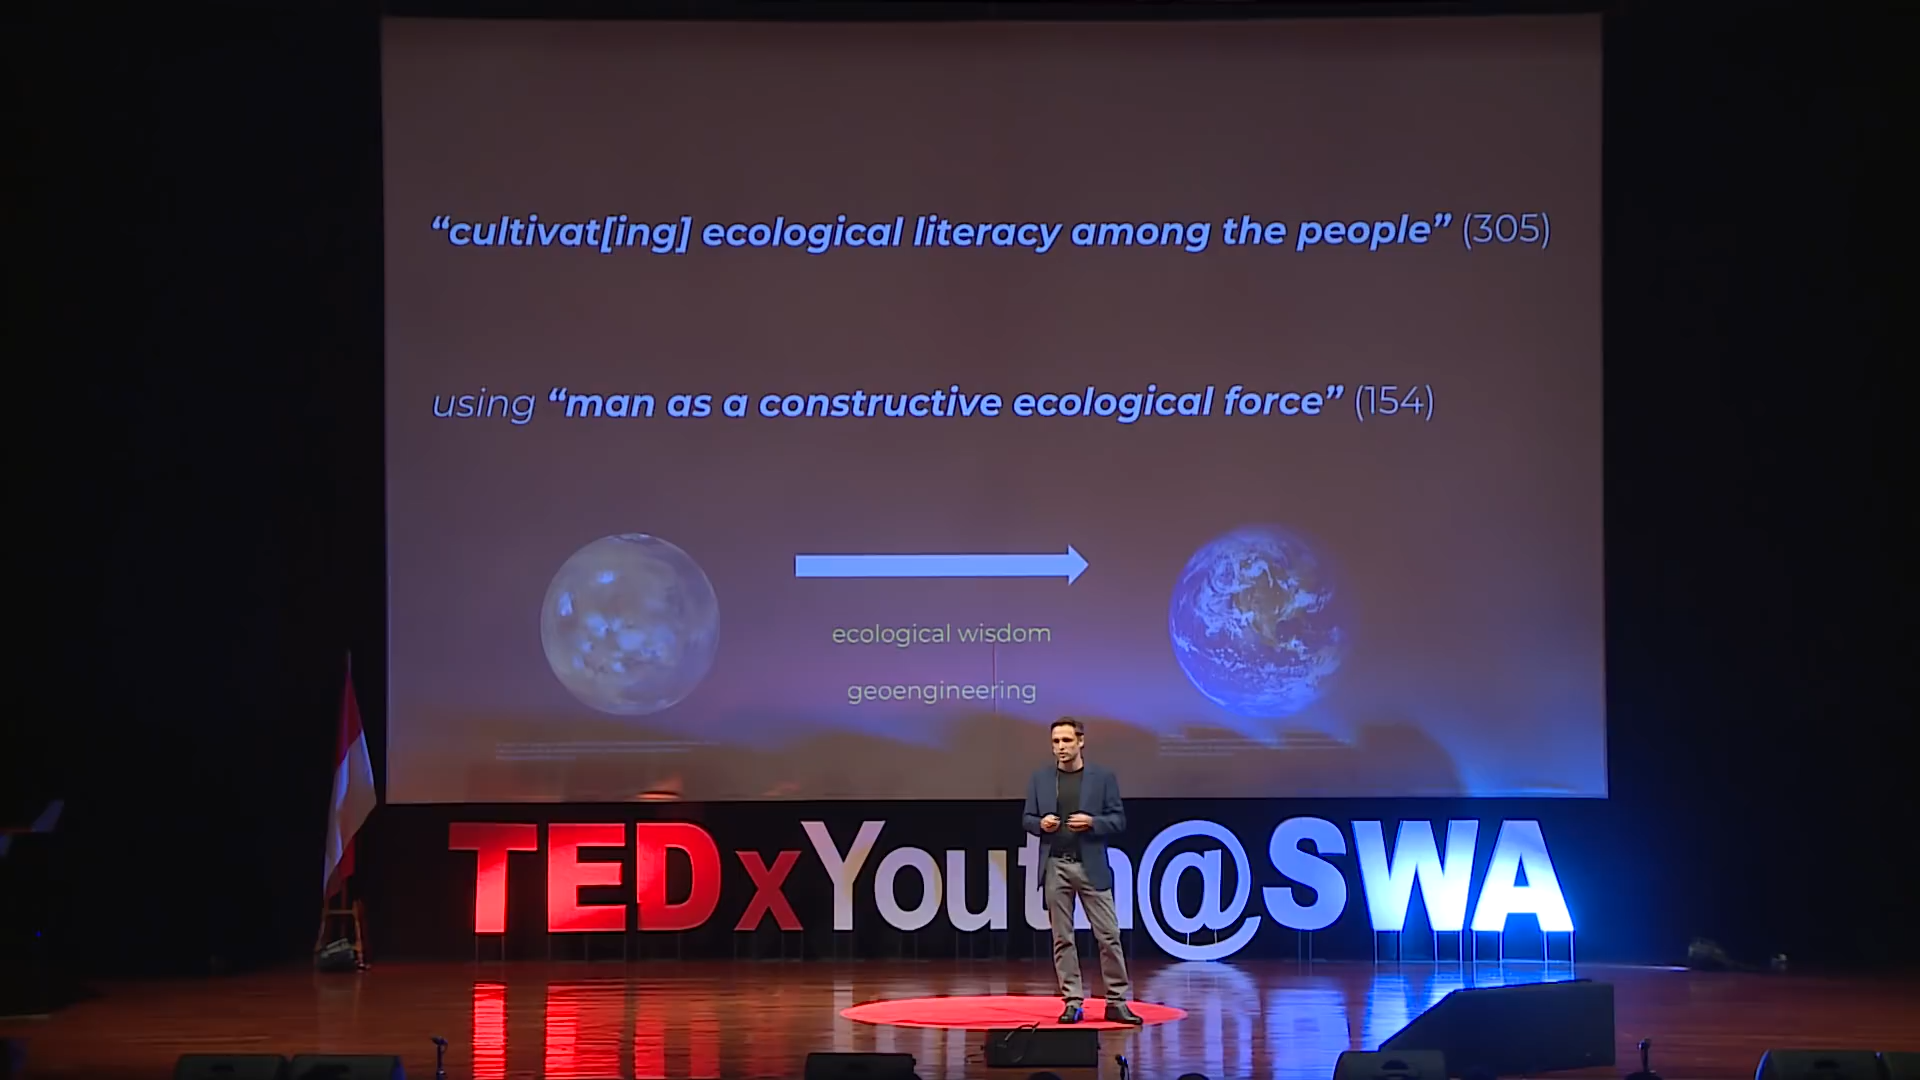 “cultivat[ing] ecological literacy among the people” (305)
using “man as a constructive ecological force” (154)
ecological wisdom
geoengineering
TEDxYouth@SWA